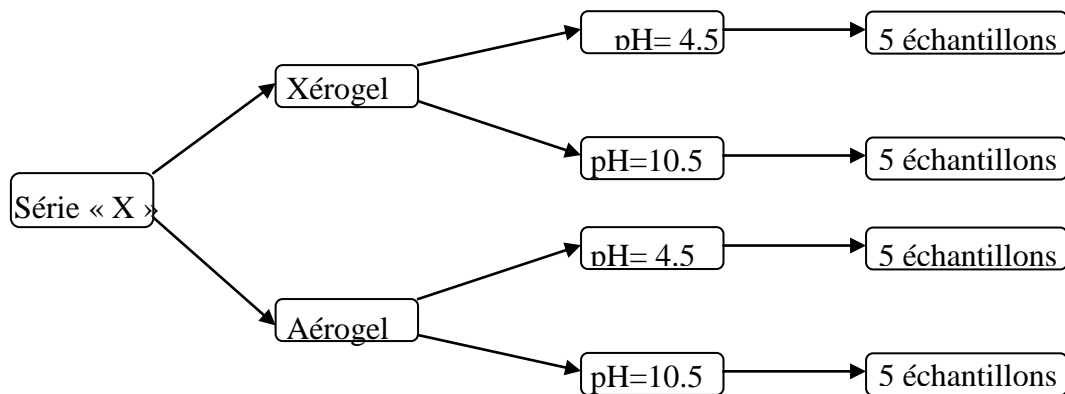 pH= 4.5
5 échantillons
Xérogel
pH=10.5
5 échantillons
Série « X »
pH= 4.5
5 échantillons
Aérogel
pH=10.5
5 échantillons